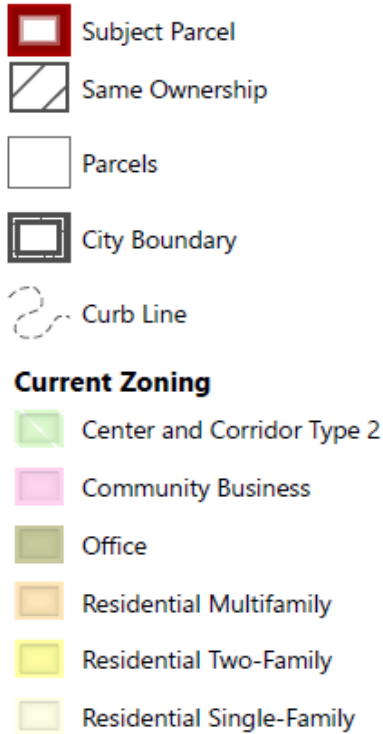 Subject Parcel
Same Ownership
Parcels
City Boundary
Curb Line
Current Zoning
Center and Corridor Type 2
Community Business
Office
Residential Multifamily
Residential Two-Family
Residential Single-Family